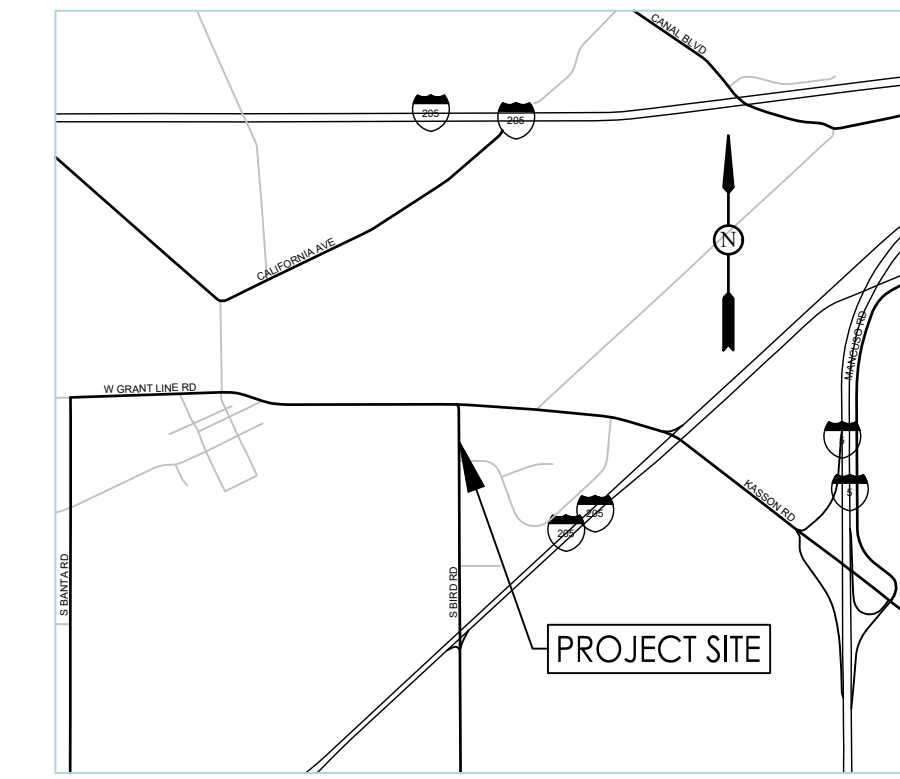 CANAL BLVD
205
205
CALIFORNIA AVE
N
MANCUSO RD
W GRANT LINE RD
5
KASSON RD
5
205
205
S BANTA RD
S BIRD RD
PROJECT SITE